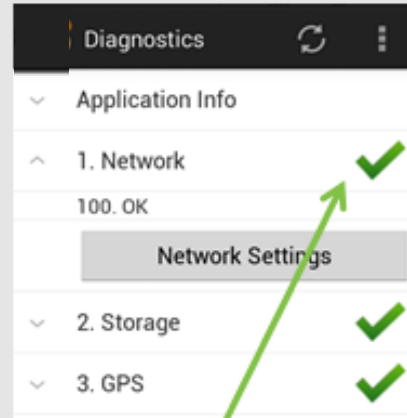 Diagnostics
Application Info
1. Network
100. OK
Network Settings
2. Storage
3. GPS